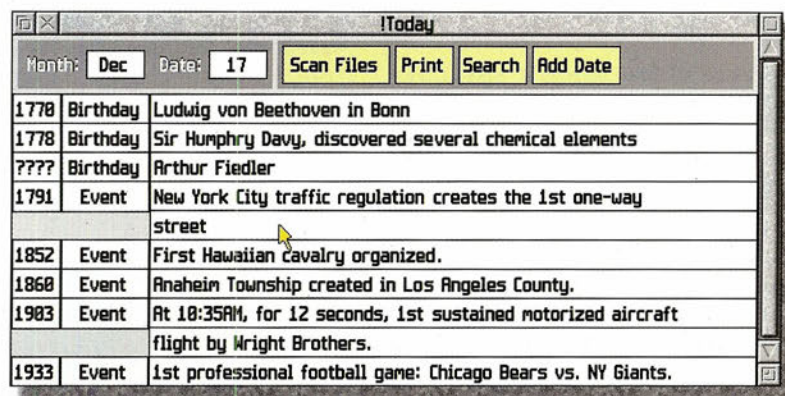 !Today
Month: Dec Date: 17 Scan Files Print Search Add Date
1770 Birthday Ludwig von Beethoven in Bonn
1778 Birthday Sir Humphry Davy, discovered several chemical elements
???? Birthday Arthur Fiedler
1791 Event New York City traffic regulation creates the 1st one-way
street
1852 Event First Hawaiian cavalry organized.
1860 Event Anaheim Township created in Los Angeles County.
1903 Event At 10:35AM, for 12 seconds, 1st sustained motorized aircraft
flight by Wright Brothers.
1933 Event 1st professional football game: Chicago Bears vs. NY Giants.